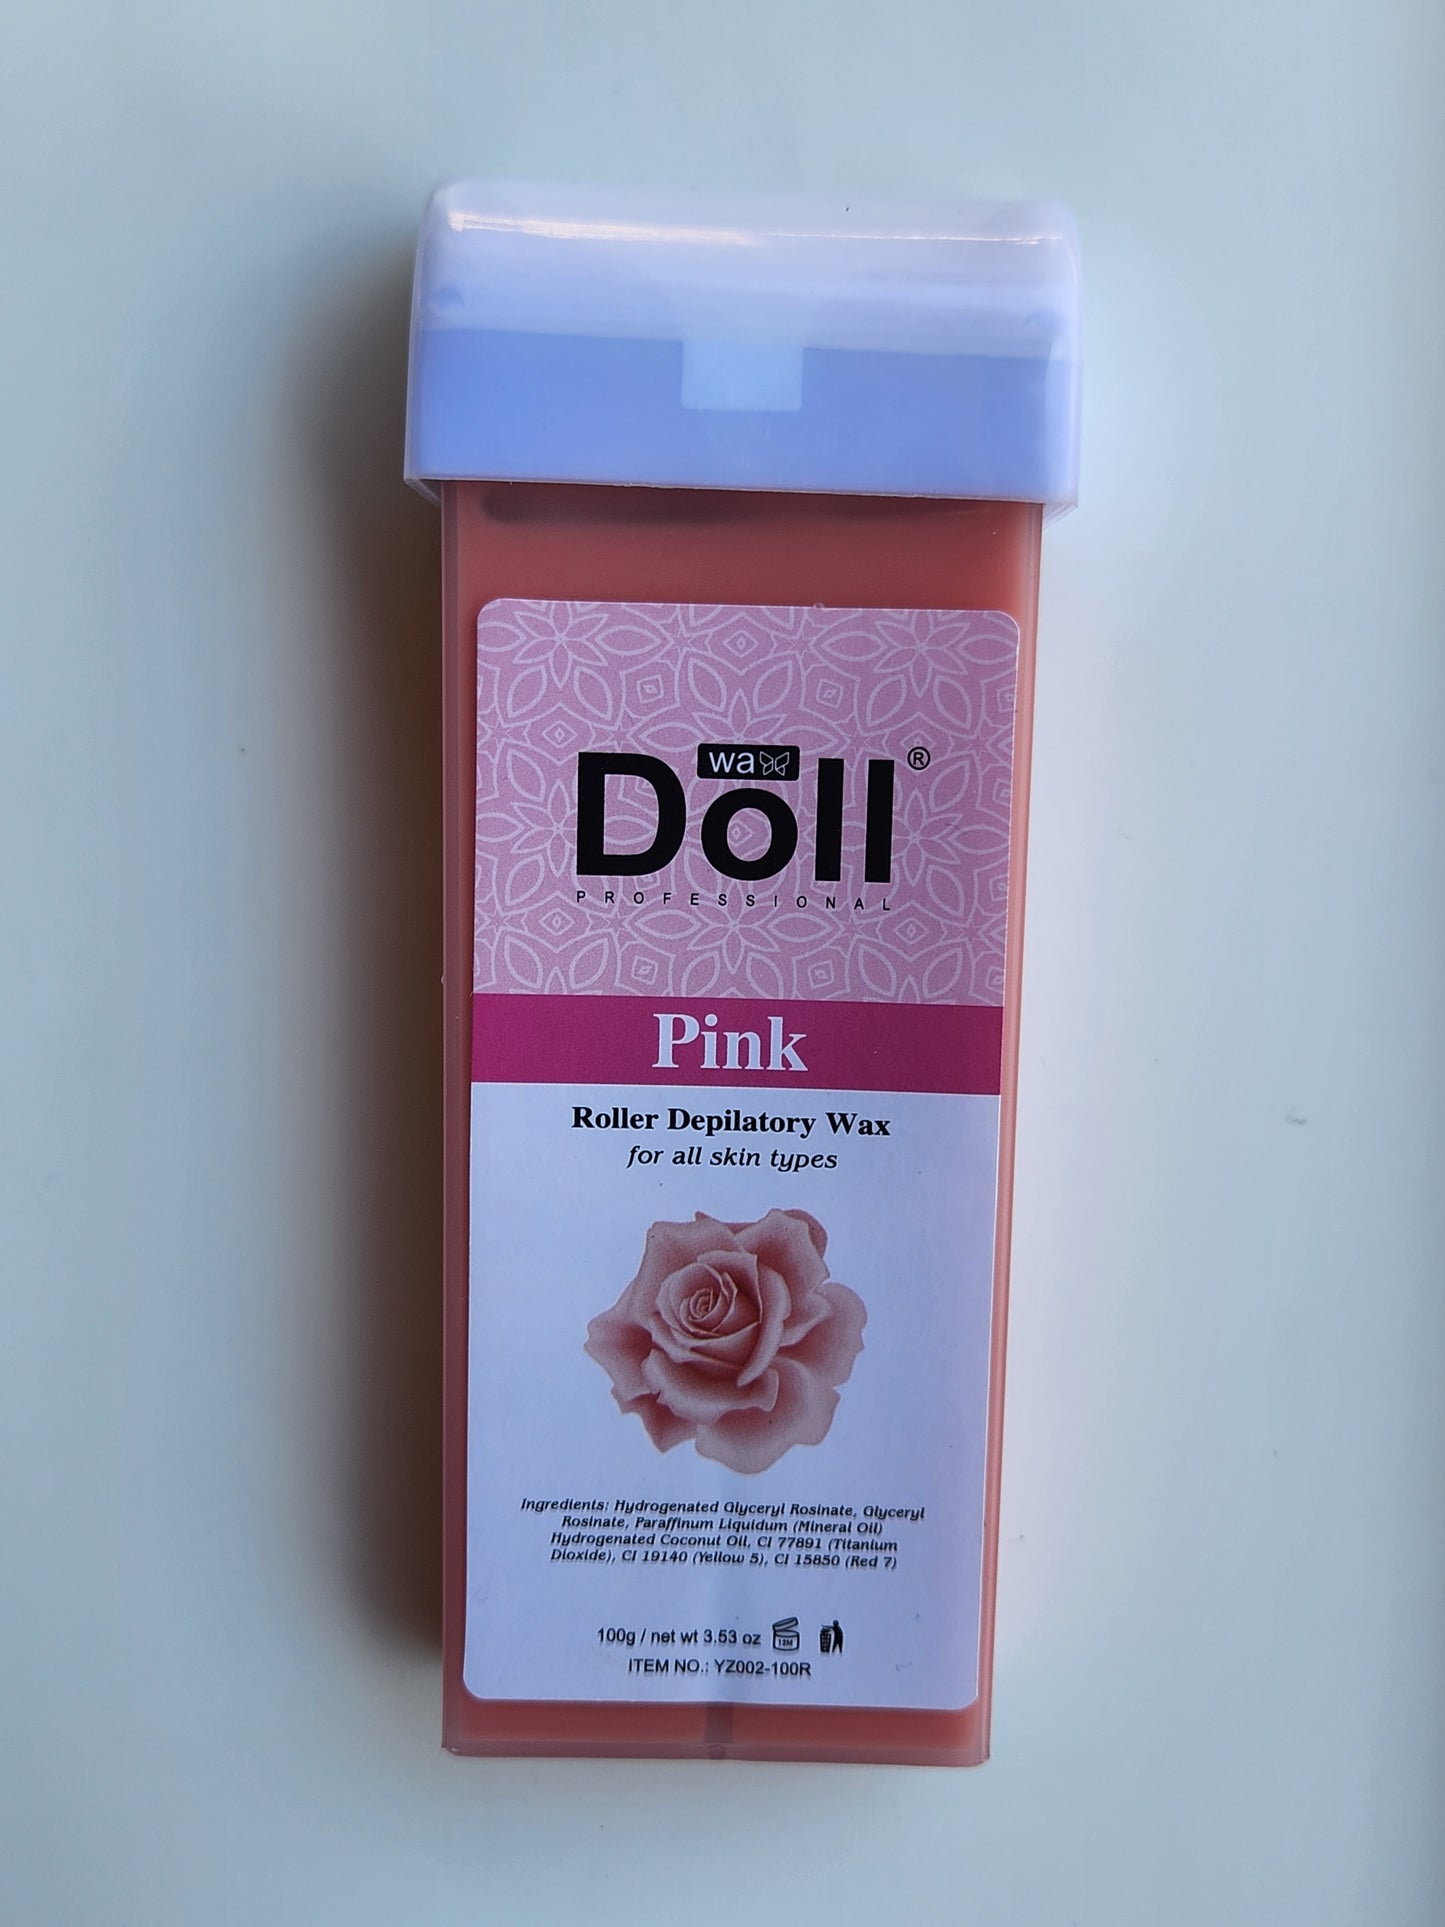 wax
Doll®
PROFESSIONAL
Pink
Roller Depilatory Wax
for all skin types
Ingredients: Hydrogenated Glyceryl Rosinate, Glyceryl
Rosinate, Paraffinum Liquidum (Mineral Oil)
Hydrogenated Coconut Oil, CI 77891 (Titanium
Dioxide), CI 19140 (Yellow 5), CI 15850 (Red 7)
100g / net wt 3.53 oz 12M
ITEM NO.: YZ002-100R